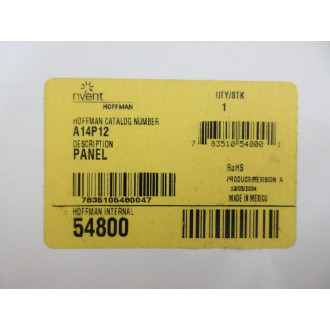 nvent
HOFFMAN
QTY/STK
1
HOFFMAN CATALOG NUMBER
A14P12
DESCRIPTION
PANEL
7 83510 54800 1
RoHS
MADE IN MEXICO
HOFFMAN INTERNAL
54800